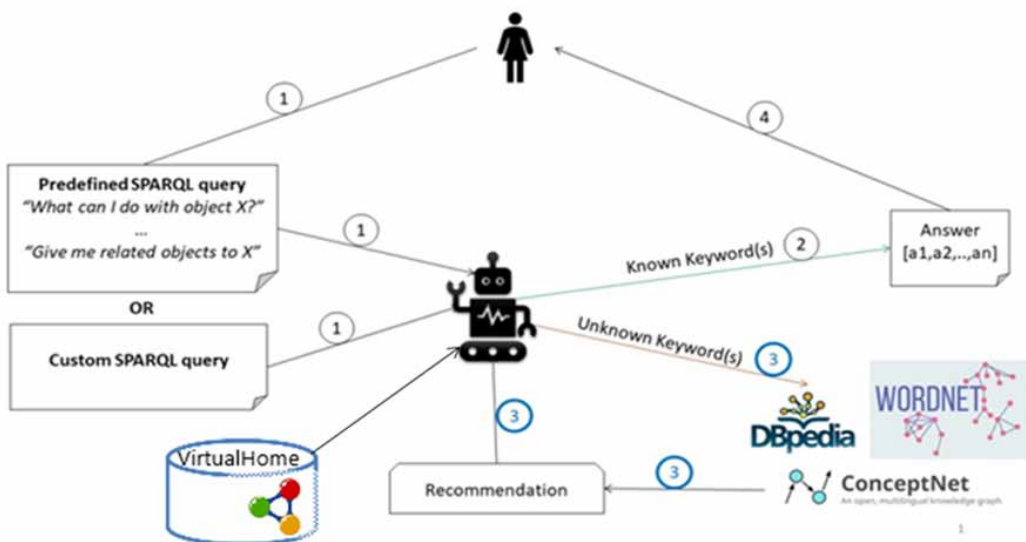 1
4
Predefined SPARQL query
“What can I do with object X?”
...
“Give me related objects to X”
1
Known Keyword(s)
2
Answer
[a1,a2,..,an]
OR
1
Custom SPARQL query
Unknown Keyword(s)
3
DBpedia
WORDNET
3
VirtualHome
Recommendation
3
ConceptNet
An open, multilingual knowledge graph
1